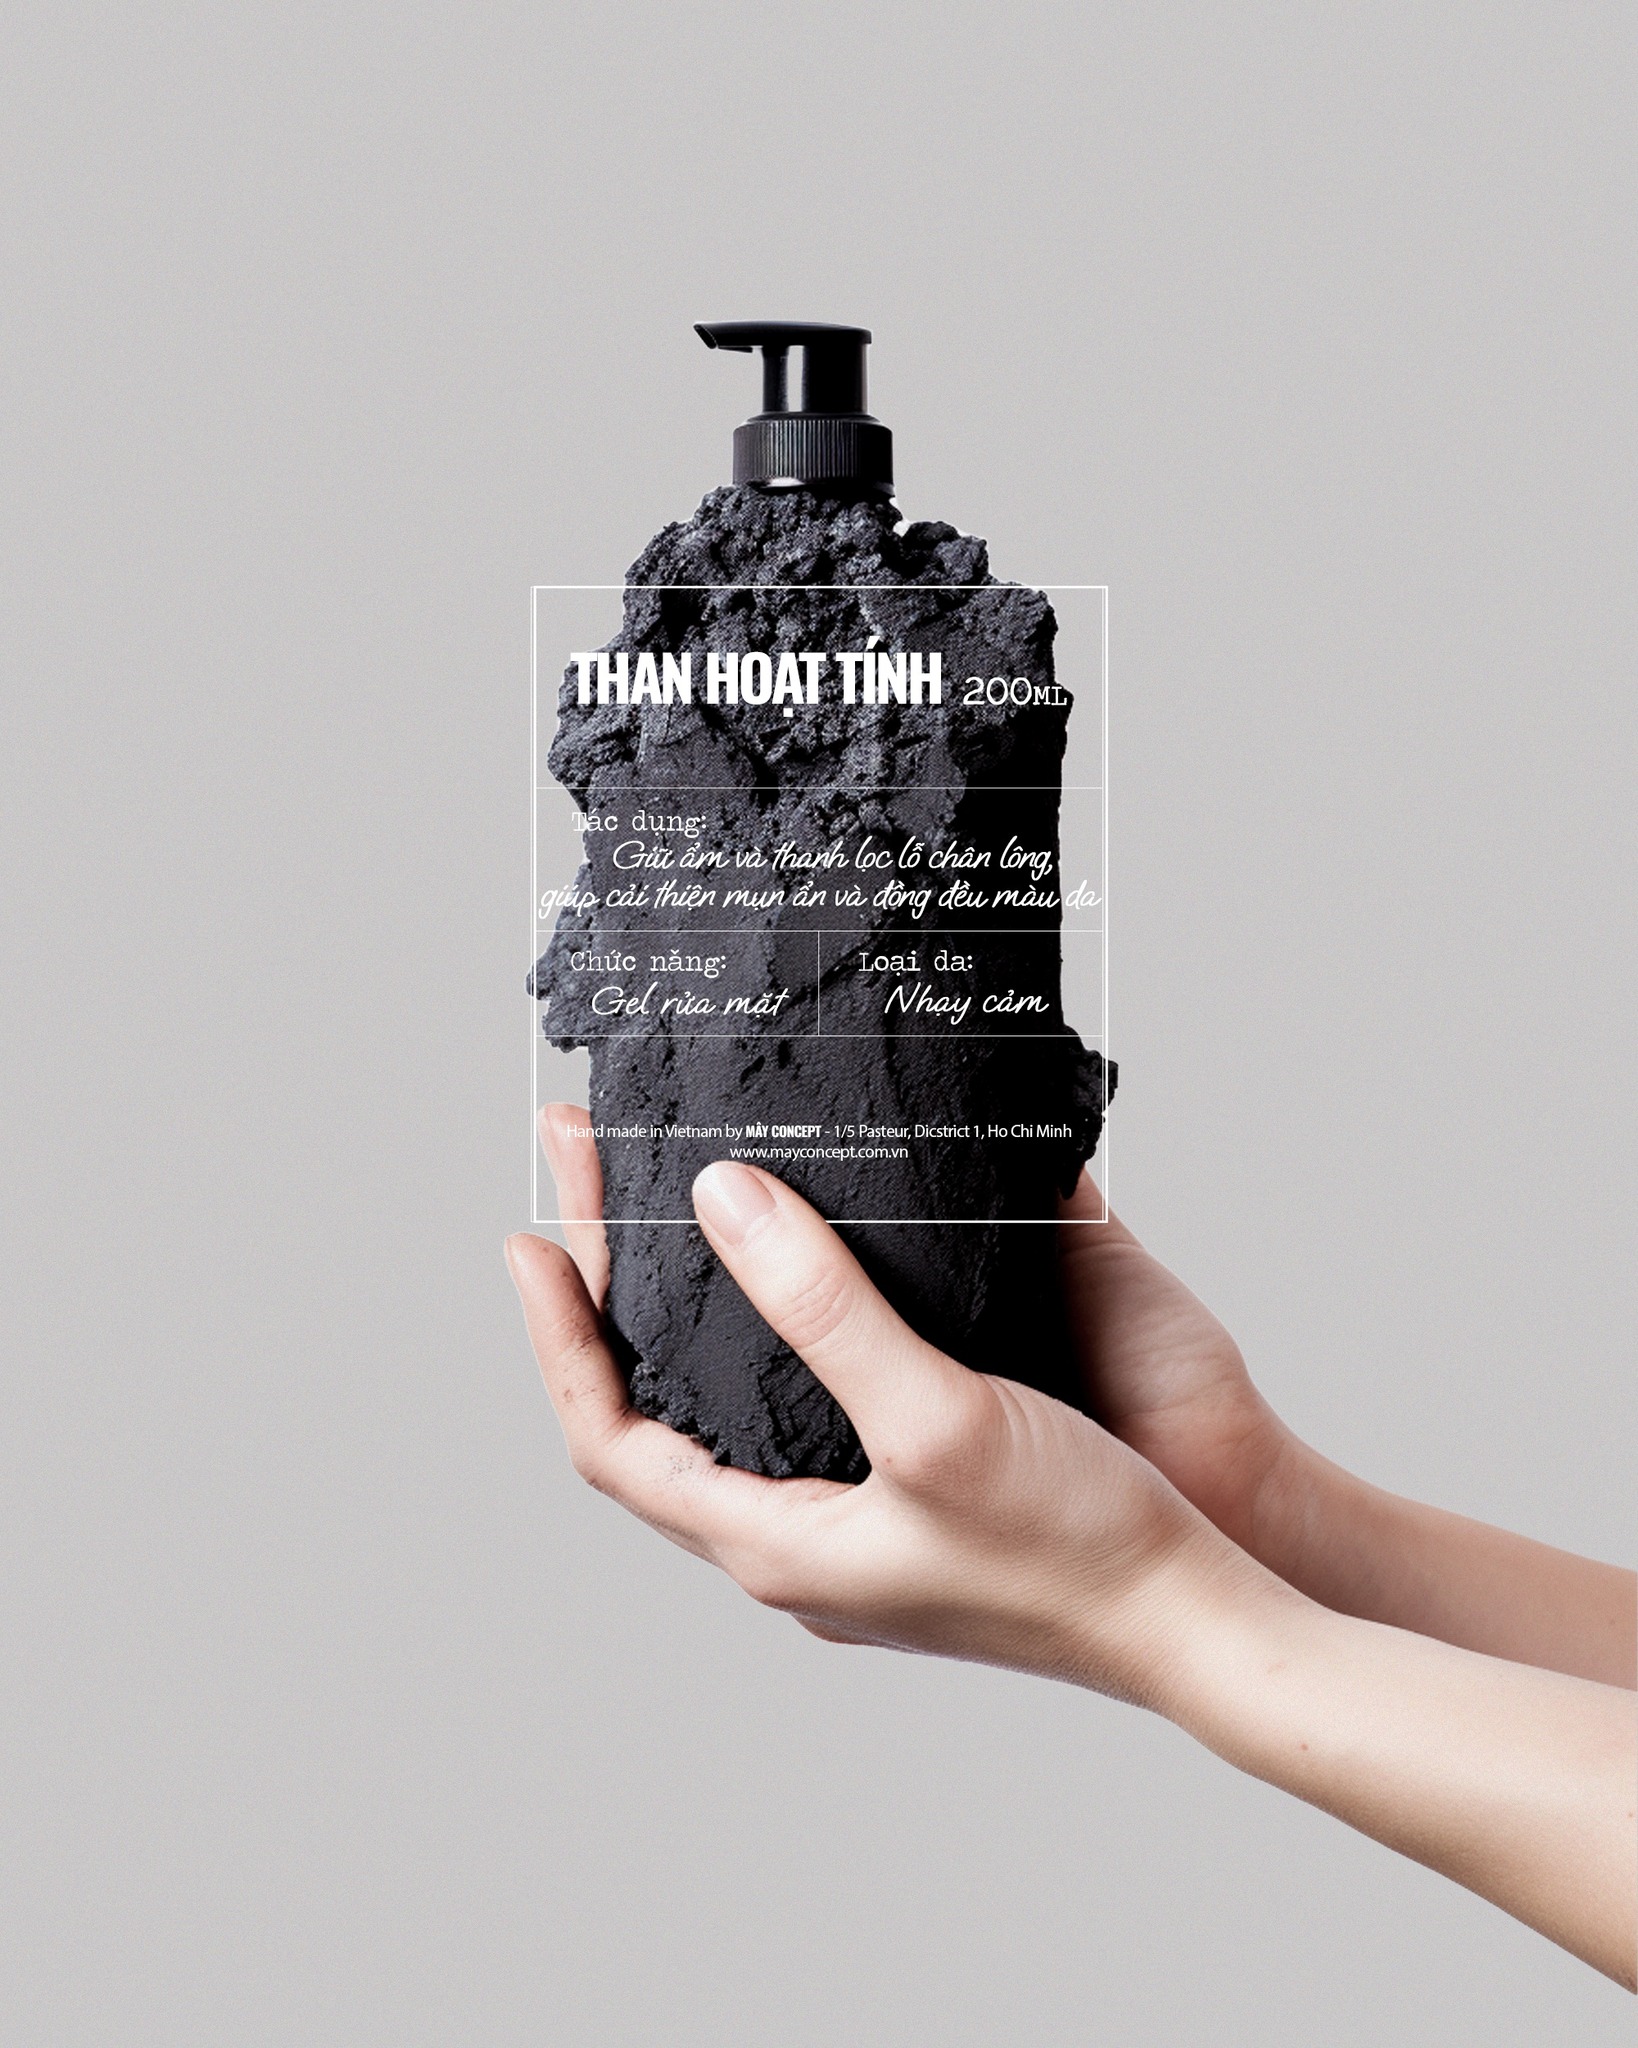 THAN HOẠT TÍNH 200ML
Tác dụng:
Giữ ẩm và thanh lọc lỗ chân lông,
giúp cải thiện mụn ẩn và đồng đều màu da
Chức năng:
Gel rửa mặt
Loại da:
Nhạy cảm
Hand made in Vietnam by MÂY CONCEPT - 1/5 Pasteur, Dicstrict 1, Ho Chi Minh
www.mayconcept.com.vn